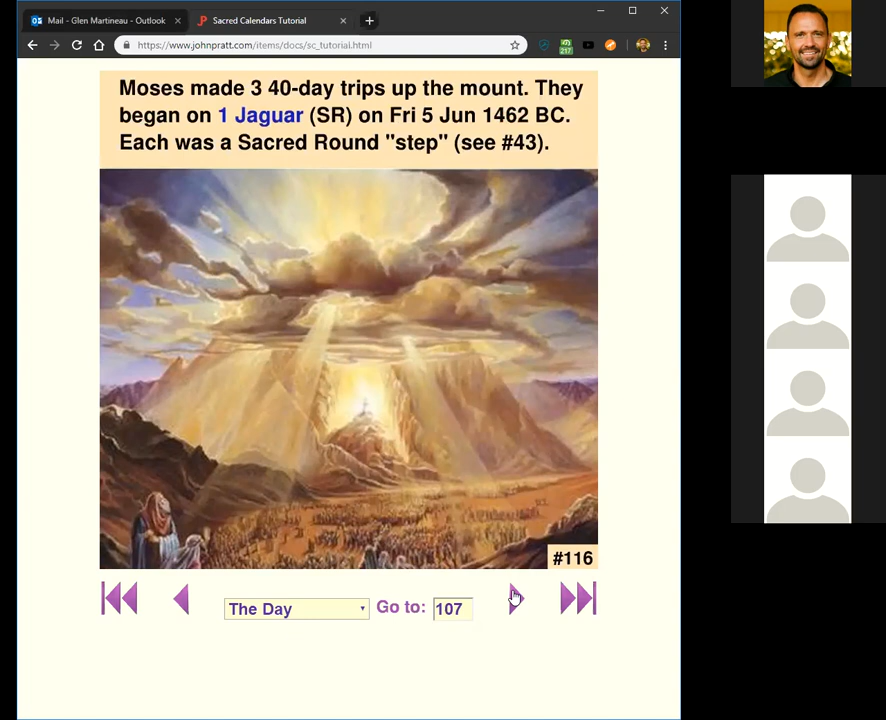 Mail - Glen Martineau - Outlook
Sacred Calendars Tutorial
https://www.johnpratt.com/items/docs/sc_tutorial.html
217
Moses made 3 40-day trips up the mount. They
began on 1 Jaguar (SR) on Fri 5 Jun 1462 BC.
Each was a Sacred Round "step" (see #43).
#116
The Day
Go to: 107